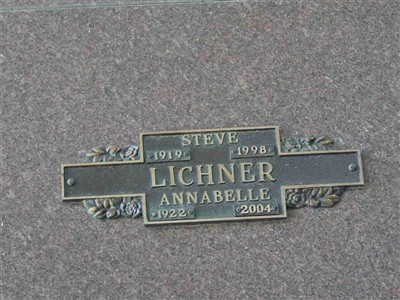 STEVE
1919 1998
LICHNER
ANNABELLE
1922 2004